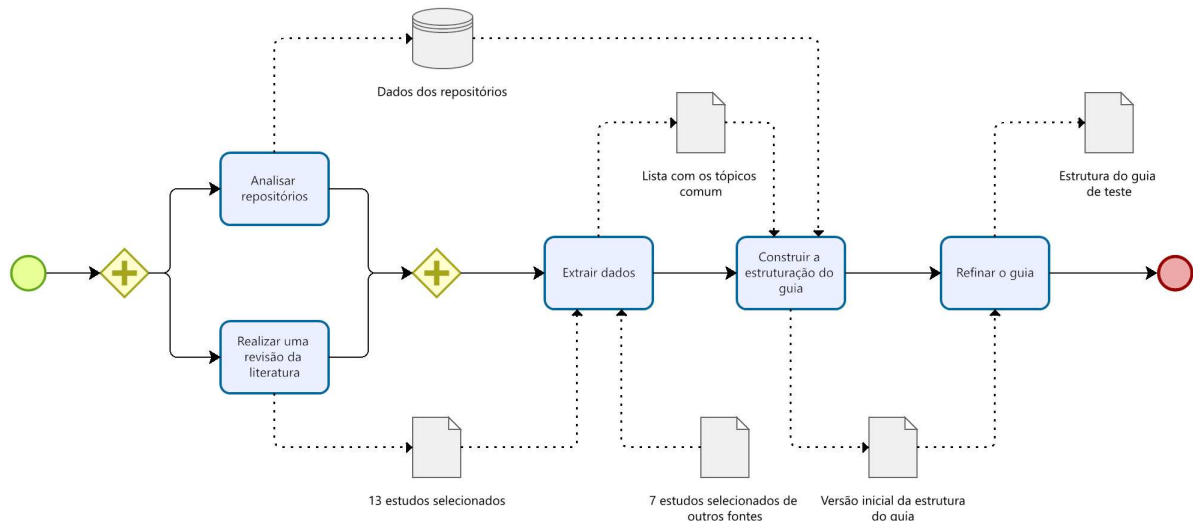 Dados dos repositórios
Lista com os tópicos
comum
Estrutura do guia
de teste
Analisar
repositórios
Extrair dados
Construir a
estruturação do
guia
Refinar o guia
Realizar uma
revisão da
literatura
13 estudos selecionados
7 estudos selecionados de
outros fontes
Versão inicial da estrutura
do guia